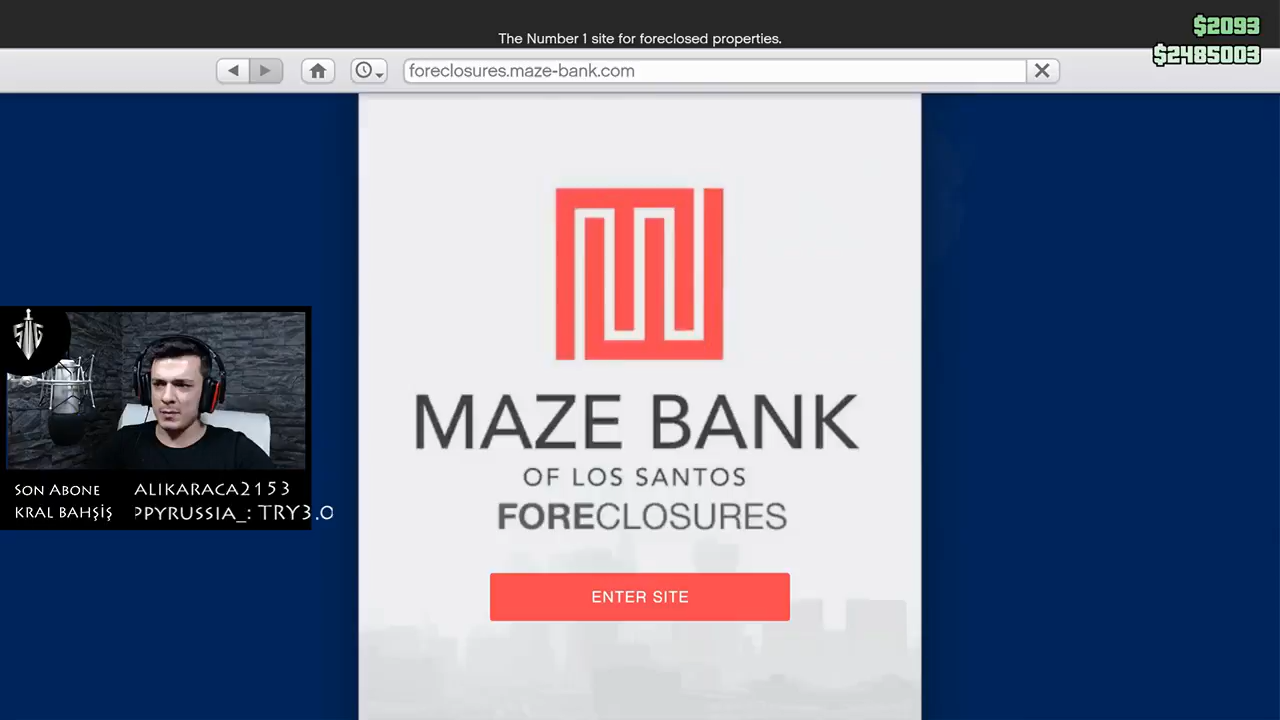 The Number 1 site for foreclosed properties.
$2093
$2485003
foreclosures.maze-bank.com
MAZE BANK
OF LOS SANTOS
FORECLOSURES
ENTER SITE
SON ABONE ALIKARACA2153
KRAL BAHŞİŞ PPYRUSSIA_: TRY3.0